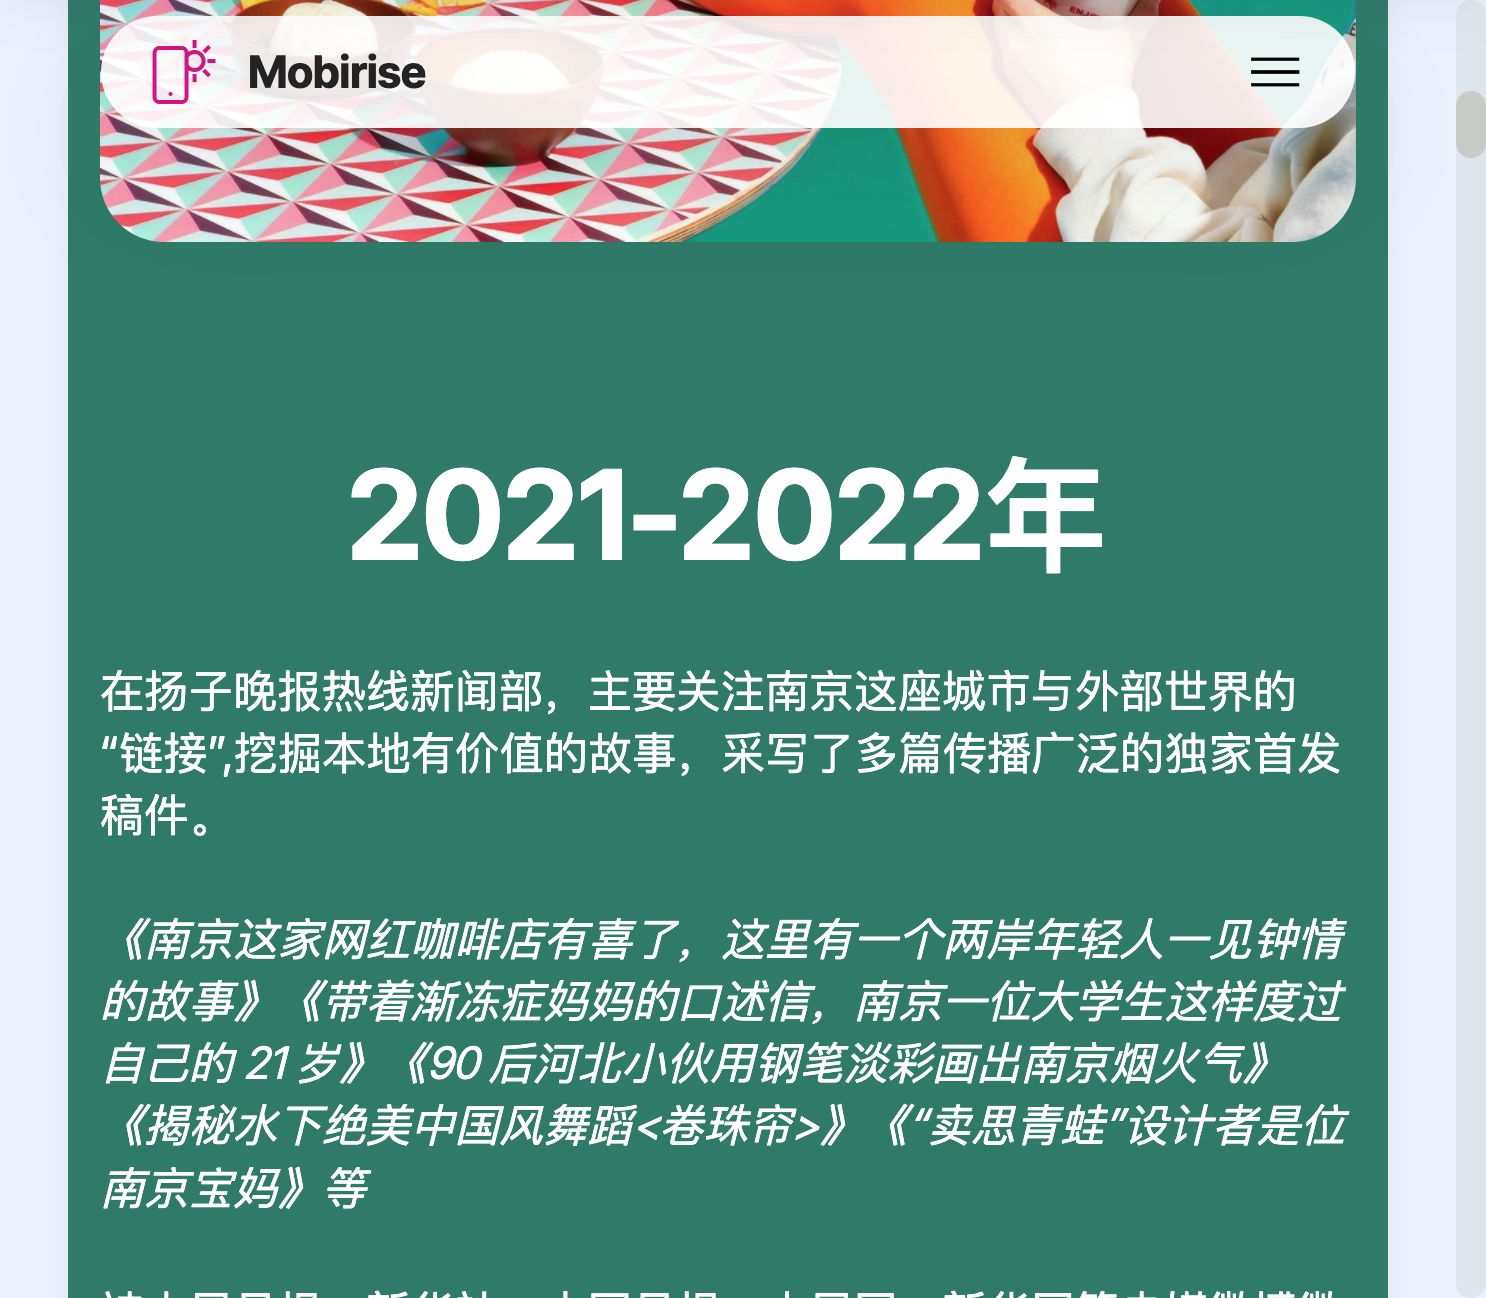 Mobirise
2021-2022年
在扬子晚报热线新闻部，主要关注南京这座城市与外部世界的
“链接”,挖掘本地有价值的故事，采写了多篇传播广泛的独家首发
稿件。
《南京这家网红咖啡店有喜了，这里有一个两岸年轻人一见钟情
的故事》《带着渐冻症妈妈的口述信，南京一位大学生这样度过
自己的 21 岁》《90 后河北小伙用钢笔淡彩画出南京烟火气》
《揭秘水下绝美中国风舞蹈<卷珠帘>》《“卖思青蛙”设计者是位
南京宝妈》等